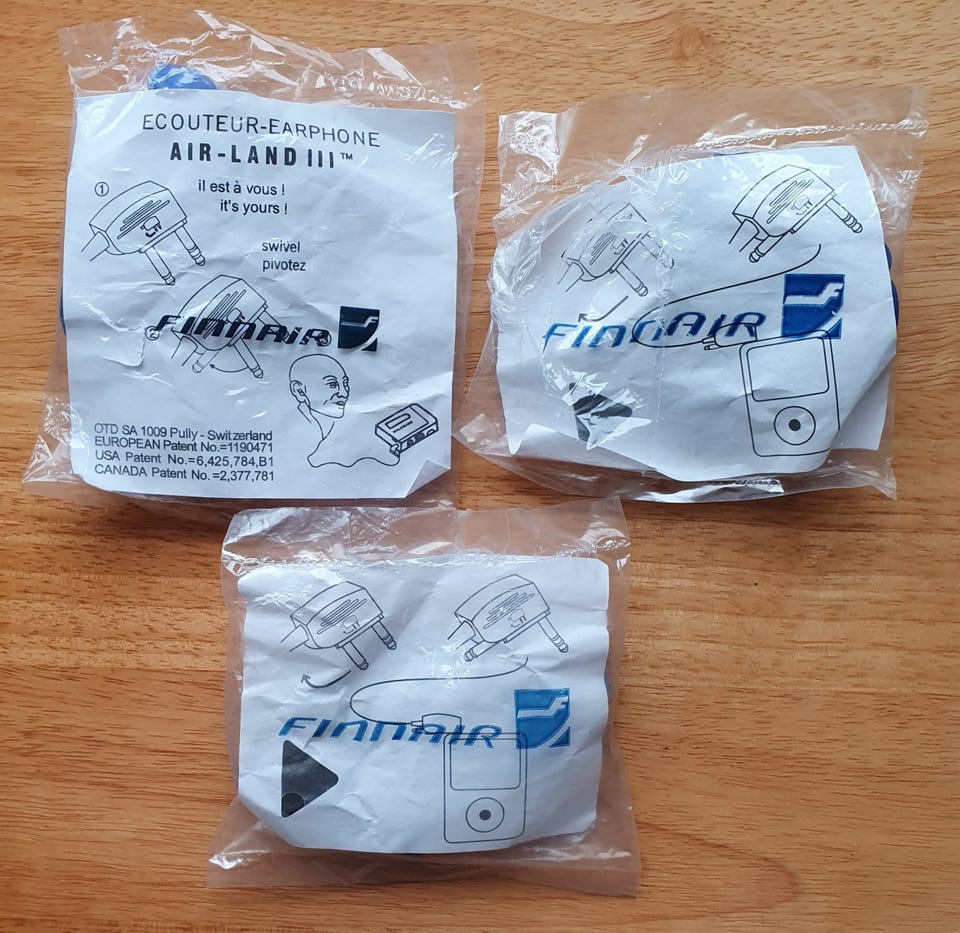 ECOUTEUR-EARPHONE
AIR-LAND III™
①
il est à vous !
it's yours !
swivel
pivotez
FINNAIR
OTD SA 1009 Pully - Switzerland
EUROPEAN Patent No.=1190471
USA Patent No.=6,425,784,B1
CANADA Patent No.=2,377,781
FINNAIR
FINNAIR